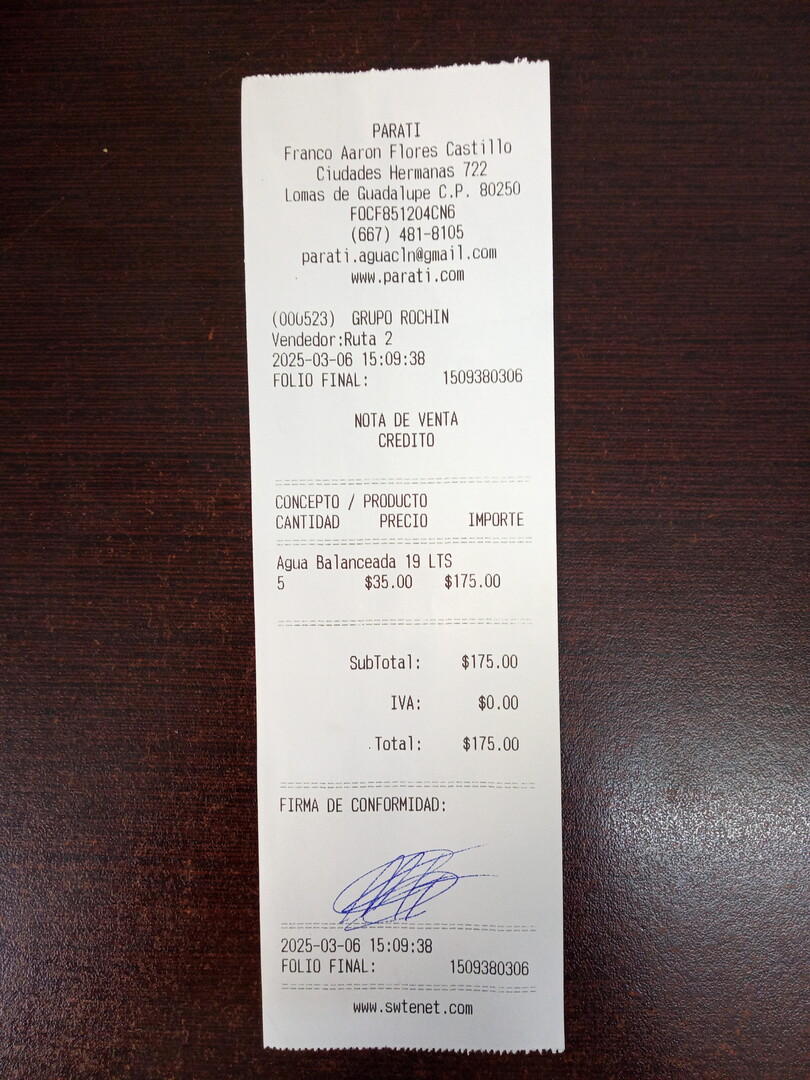 PARATI
Franco Aaron Flores Castillo
Ciudades Hermanas 722
Lomas de Guadalupe C.P. 80250
FOCF851204CN6
(667) 481-8105
parati.aguacln@gmail.com
www.parati.com
(000523) GRUPO ROCHIN
Vendedor:Ruta 2
2025-03-06 15:09:38
FOLIO FINAL: 1509380306
NOTA DE VENTA
CREDITO
CONCEPTO / PRODUCTO
CANTIDAD PRECIO IMPORTE
Agua Balanceada 19 LTS
5 $35.00 $175.00
SubTotal: $175.00
IVA: $0.00
Total: $175.00
FIRMA DE CONFORMIDAD:
2025-03-06 15:09:38
FOLIO FINAL: 1509380306
www.swtenet.com